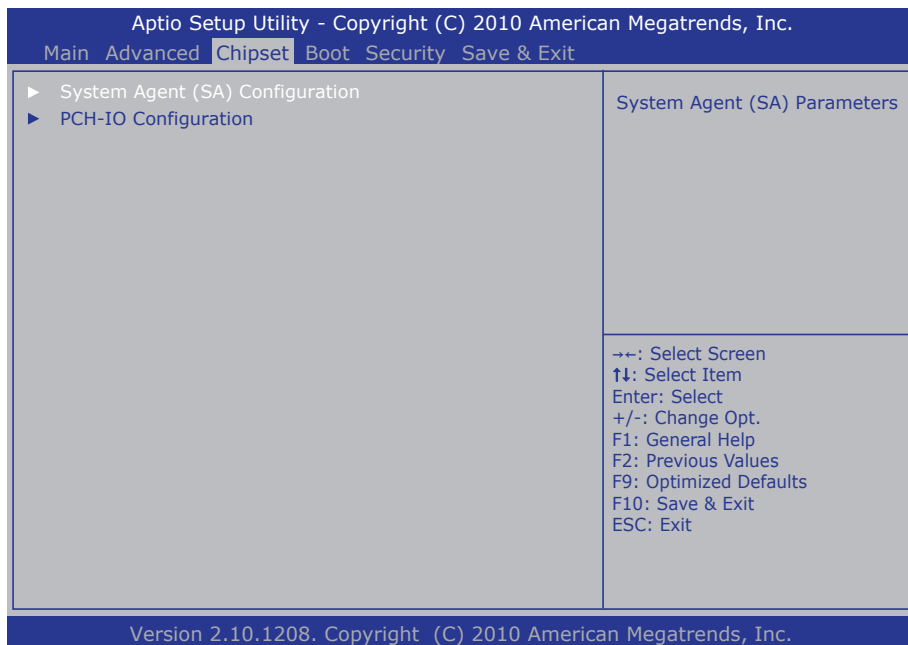 Aptio Setup Utility - Copyright (C) 2010 American Megatrends, Inc.
Main Advanced Chipset Boot Security Save & Exit
► System Agent (SA) Configuration
► PCH-IO Configuration
System Agent (SA) Parameters
→←: Select Screen
↑↓: Select Item
Enter: Select
+/-: Change Opt.
F1: General Help
F2: Previous Values
F9: Optimized Defaults
F10: Save & Exit
ESC: Exit
Version 2.10.1208. Copyright (C) 2010 American Megatrends, Inc.